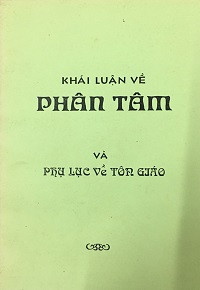 KHÁI LUẬN VỀ
PHÂN TÂM
VÀ
PHỤ LỤC VỀ TÔN GIÁO